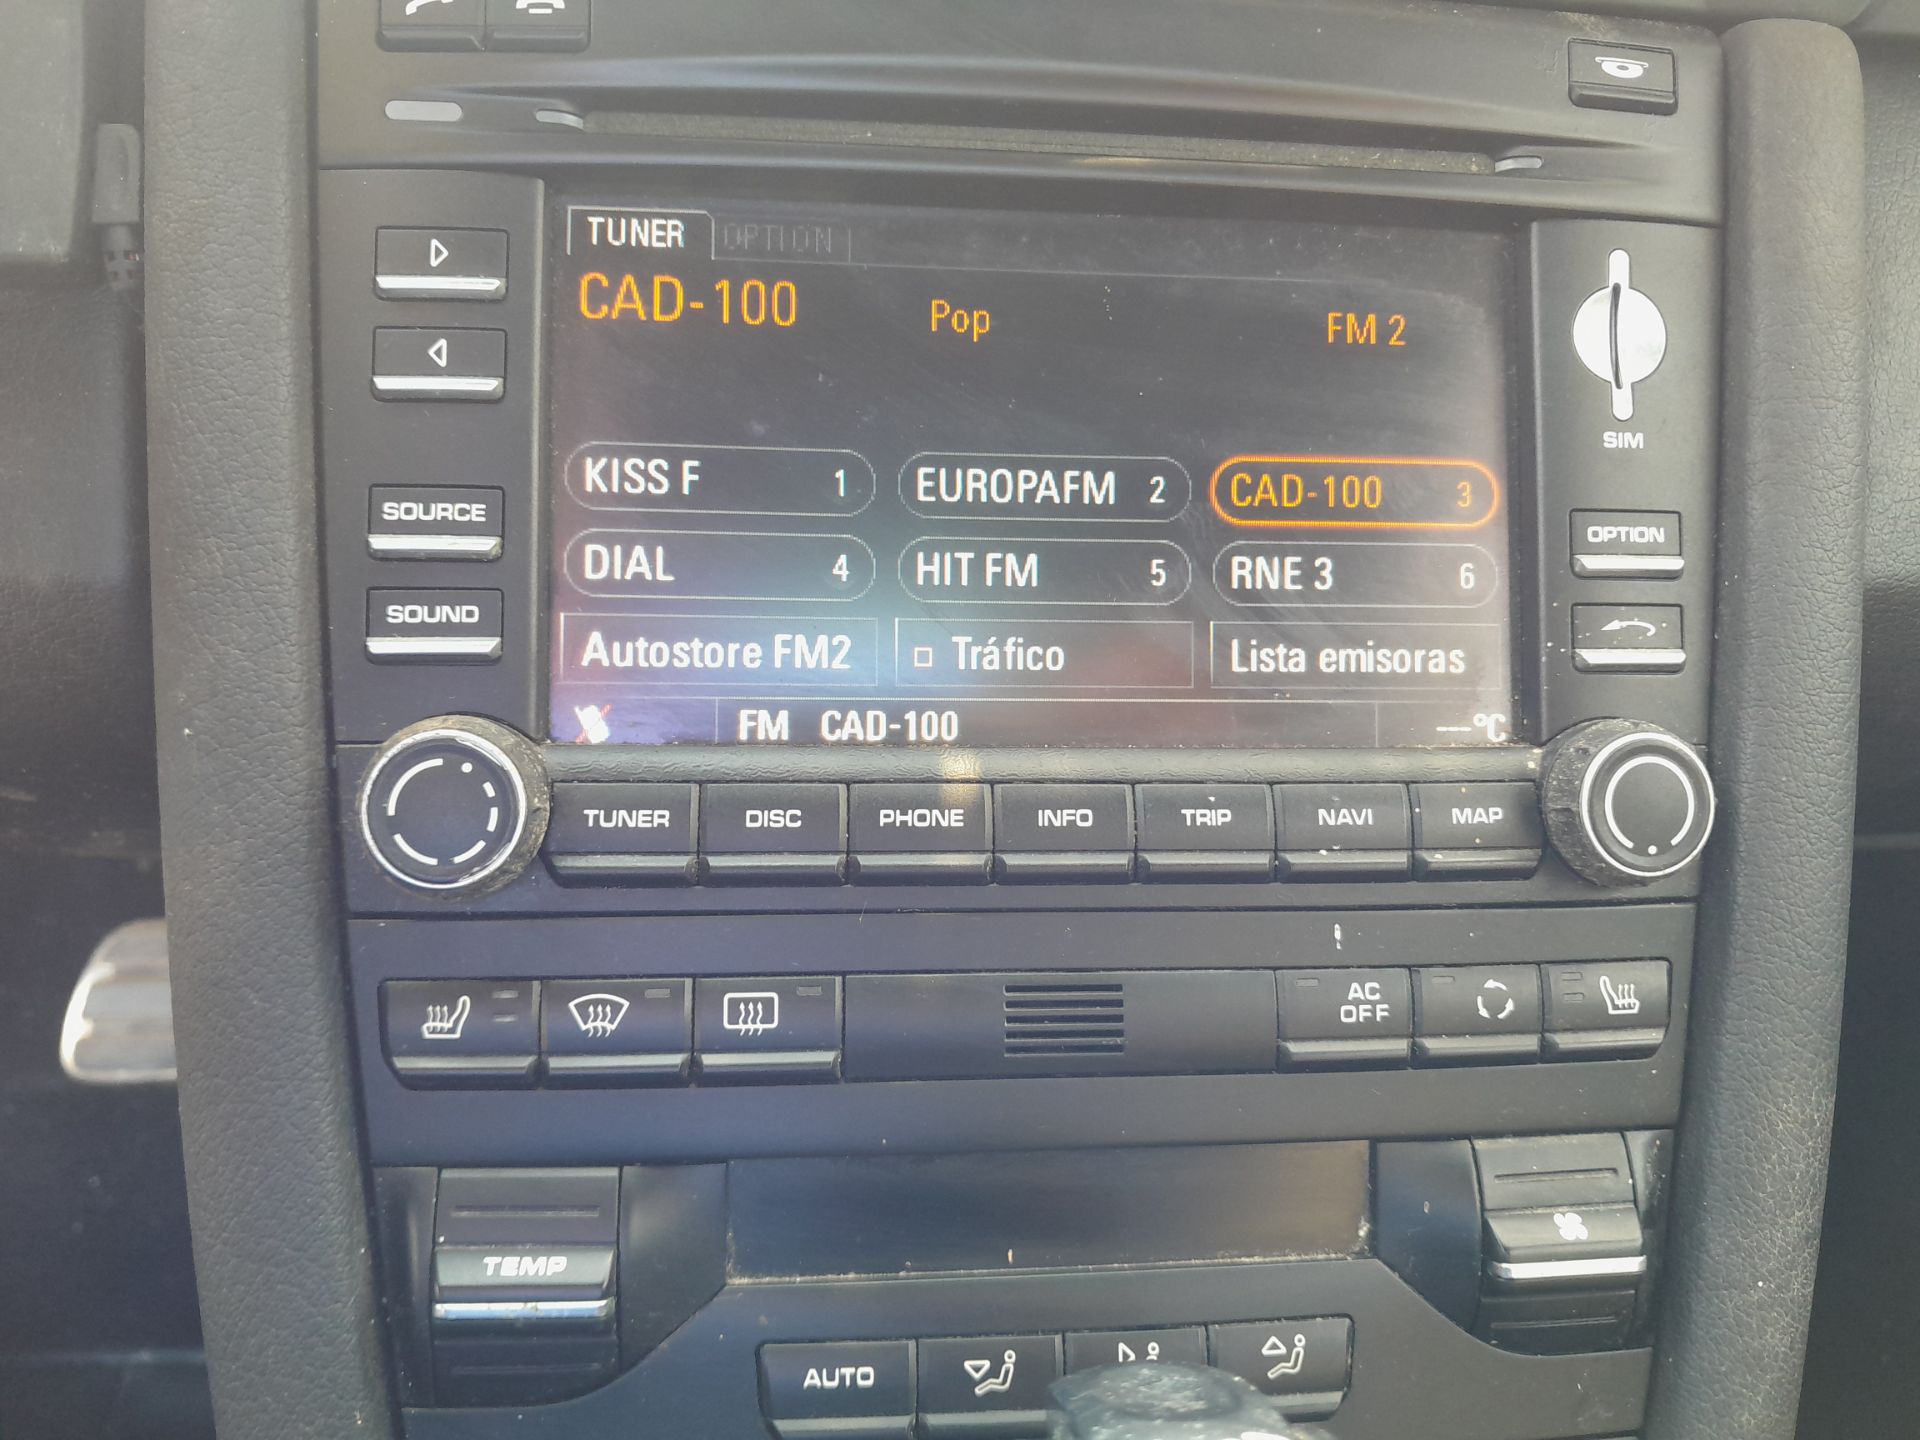 TUNER OPTION
CAD-100 Pop FM 2
SIM
KISS F 1 EUROPAFM 2 CAD-100 3
SOURCE
OPTION
DIAL 4 HIT FM 5 RNE 3 6
SOUND
Autostore FM2 Tráfico Lista emisoras
FM CAD-100 ---°C
TUNER DISC PHONE INFO TRIP NAVI MAP
AC
OFF
TEMP
AUTO